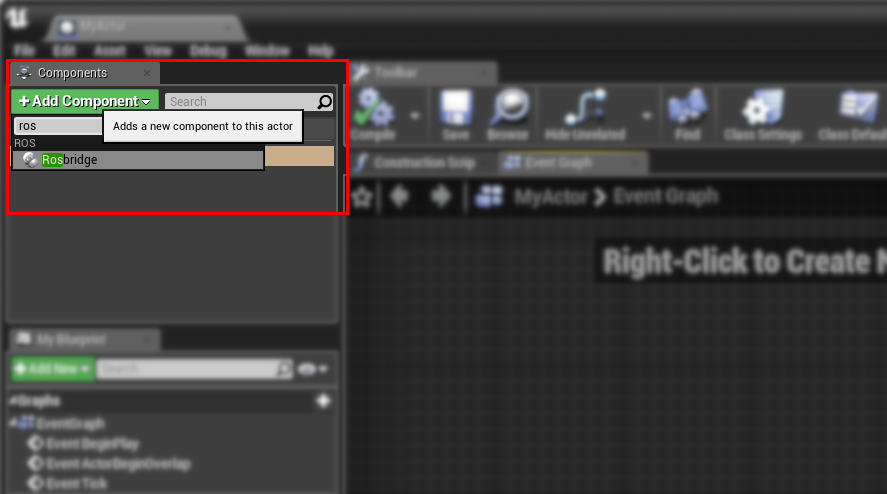 MyActor
File Edit Asset View Debug Window Help
Components
Toolbar
Add Component
Search
ros
Adds a new component to this actor
ROS
Rosbridge
Compile
Save
Browse
Hide Unrelated
Find
Class Settings
Class Defau
Construction Scrip
Event Graph
MyActor > Event Graph
Right-Click to Create N
My Blueprint
Add New
Search
Graphs
EventGraph
Event BeginPlay
Event ActorBeginOverlap
Event Tick